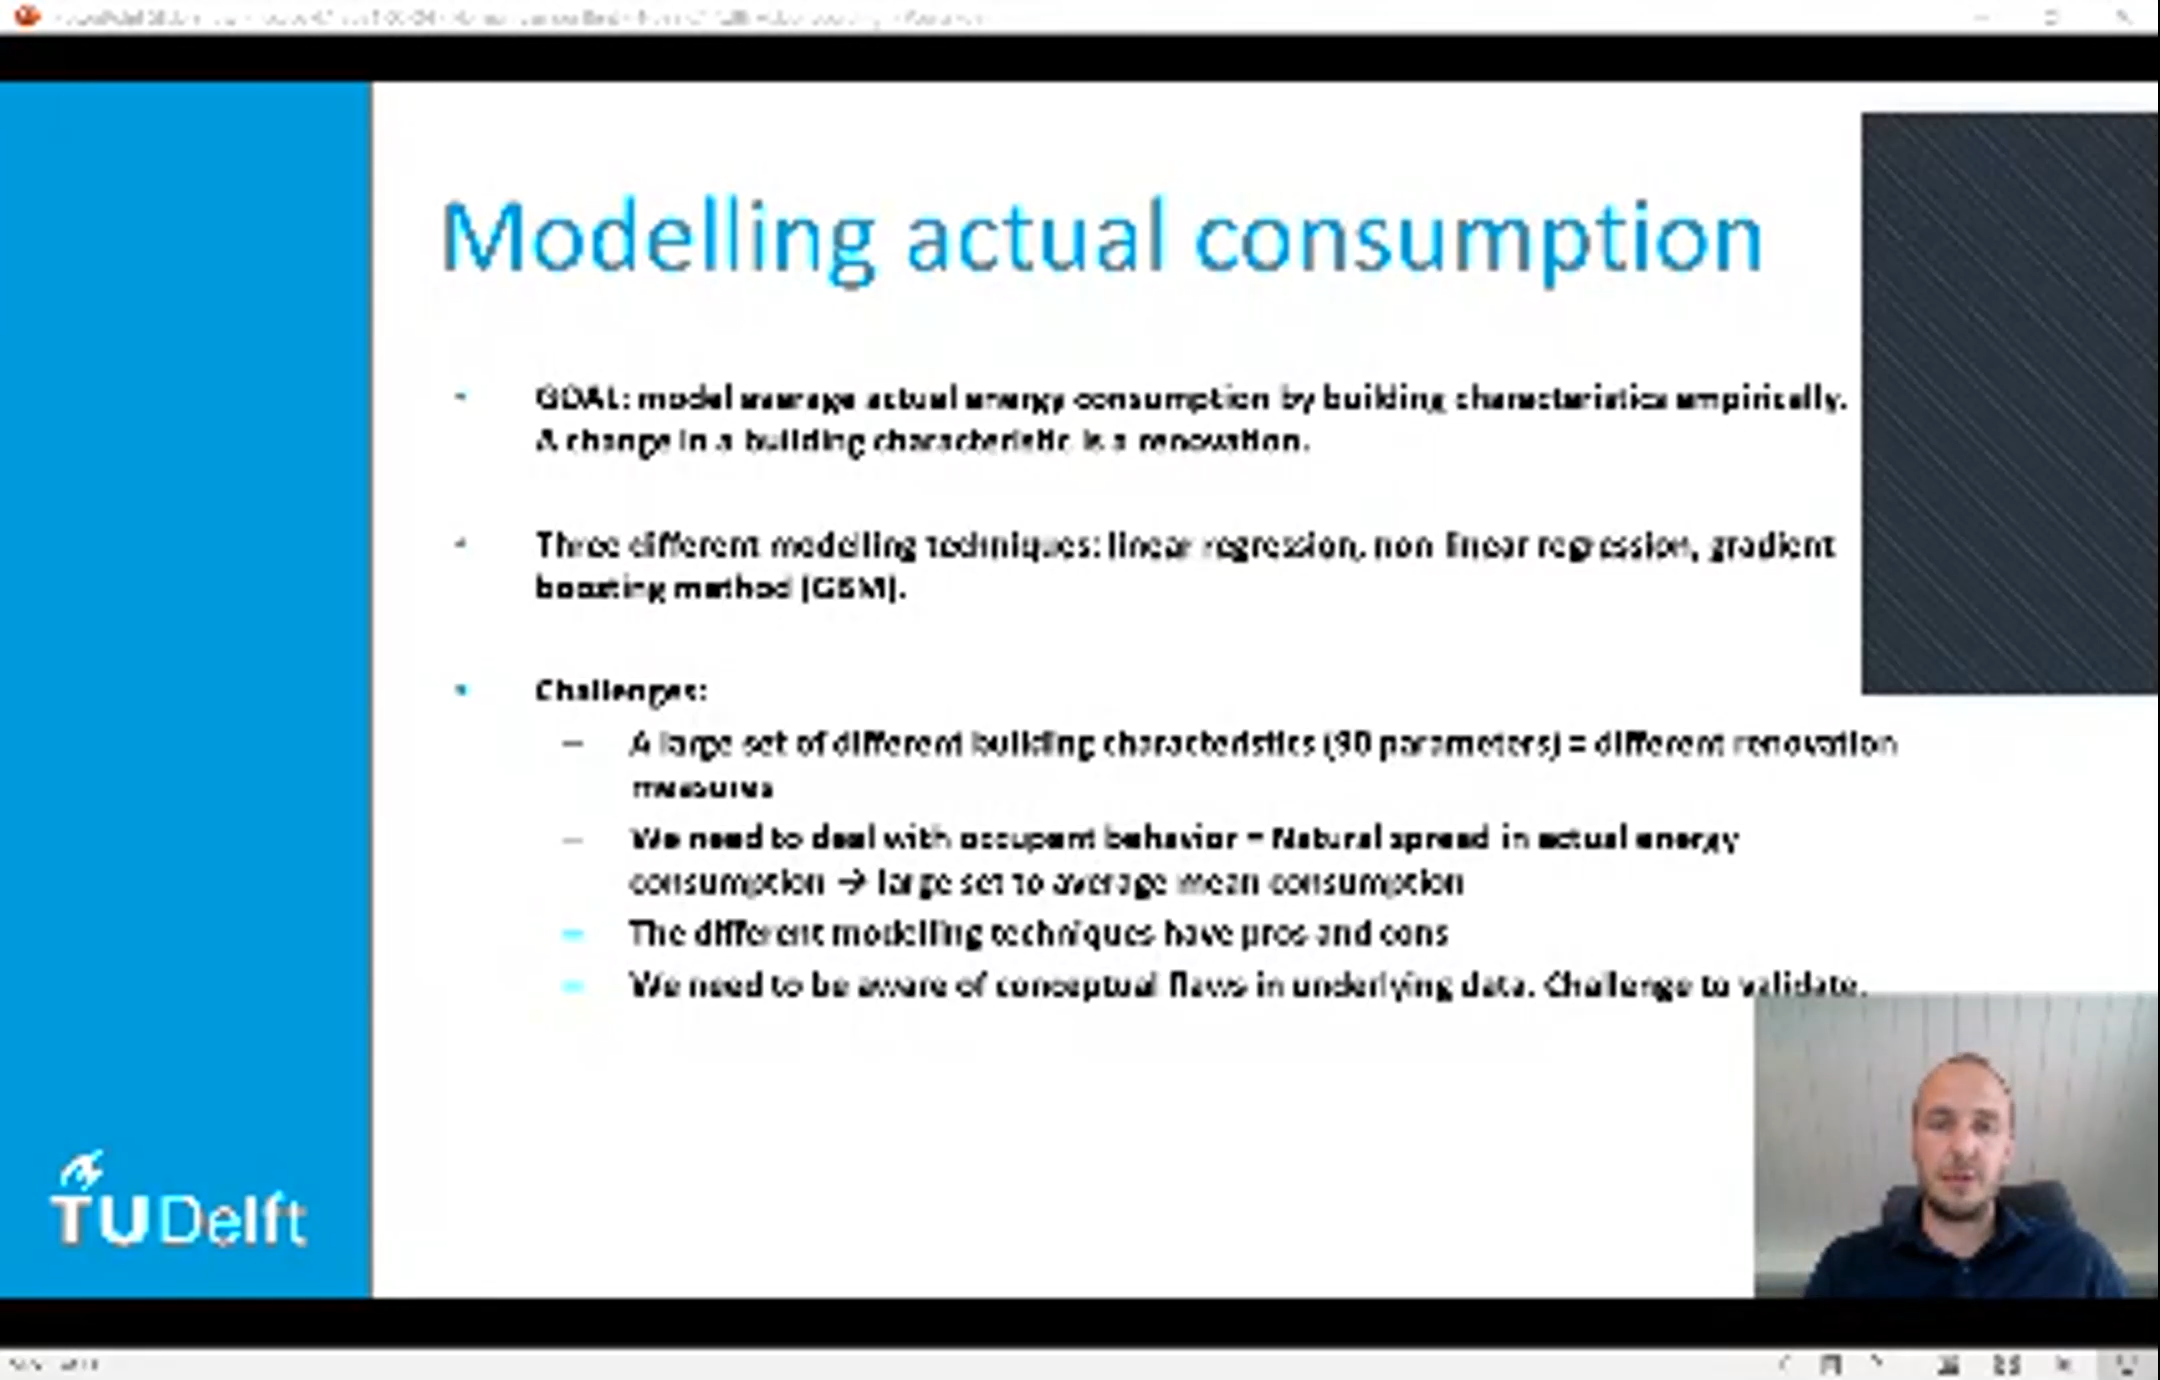 Modelling actual consumption
GOAL: model average actual energy consumption by building characteristics empirically.
A change in a building characteristic is a renovation.
Three different modelling techniques: linear regression, non linear regression, gradient
boosting method (GBM).
Challenges:
– A large set of different building characteristics (90 parameters) = different renovation
measures
– We need to deal with occupant behavior = Natural spread in actual energy
consumption → large set to average mean consumption
– The different modelling techniques have pros and cons
– We need to be aware of conceptual flaws in underlying data. Challenge to validate.
TU Delft